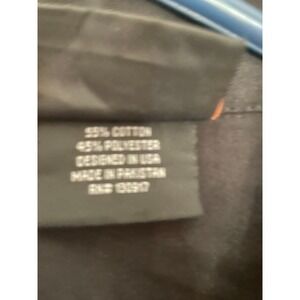 55% COTTON
45% POLYESTER
DESIGNED IN USA
MADE IN PAKISTAN
RN# 130917